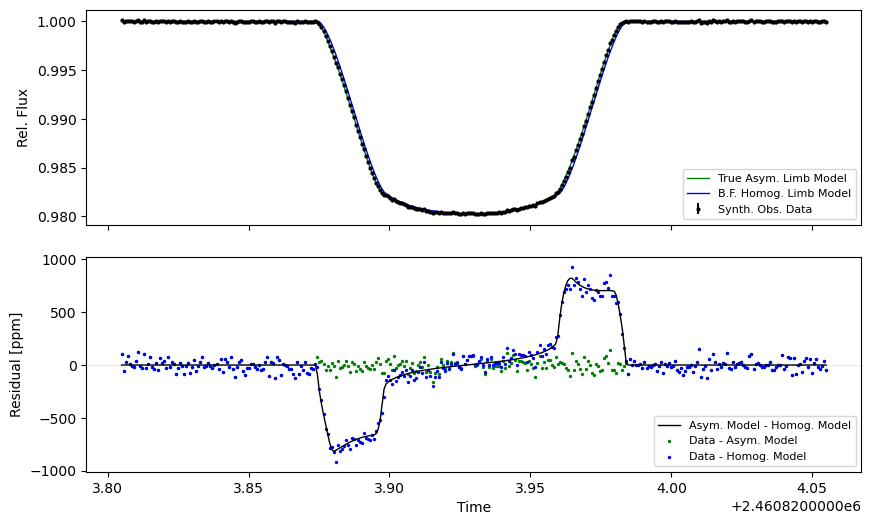 1.000
0.995
0.990
0.985
0.980
Rel. Flux
True Asym. Limb Model
B.F. Homog. Limb Model
Synth. Obs. Data
1000
500
0
−500
−1000
Residual [ppm]
Asym. Model - Homog. Model
Data - Asym. Model
Data - Homog. Model
3.80 3.85 3.90 3.95 4.00 4.05
Time
+2.4608200000e6